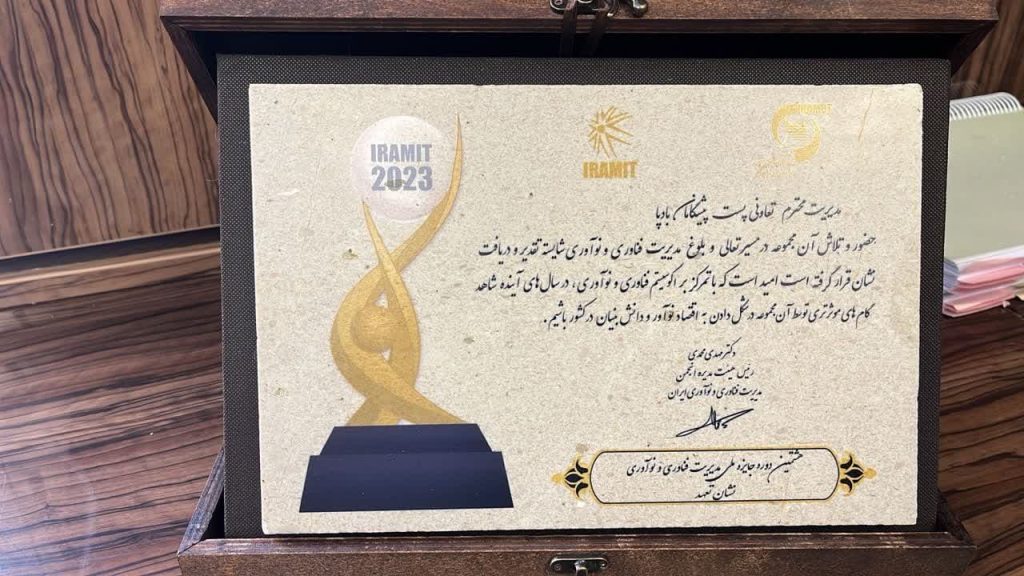 IRAMIT
2023
IRAMIT
مدیریت محترم تعاونی پست پیشگامان بادپا
حضور و تلاش آن مجموعه در مسیر تعالی و بلوغ مدیریت فناوری و نوآوری شایسته تقدیر و دریافت
نشان قرار گرفته است امید است که با تمرکز بر اکوسیستم فناوری و نوآوری، در سال های آینده شاهد
گام های موثرتری توسط آن مجموعه در شکل دادن به اقتصاد نوآور و دانش بنیان در کشور باشیم.
دکتر مهدی محمدی
رئیس هیئت مدیره انجمن
مدیریت فناوری و نوآوری ایران
هشتمین دوره جایزه ملی مدیریت فناوری و نوآوری
نشان تعهد